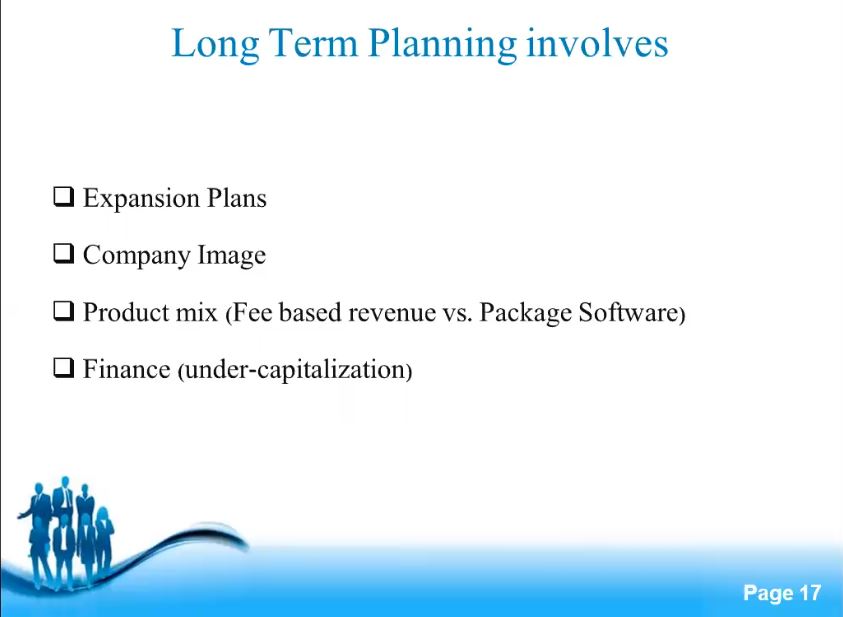 Long Term Planning involves
❑ Expansion Plans
❑ Company Image
❑ Product mix (Fee based revenue vs. Package Software)
❑ Finance (under-capitalization)
Page 17